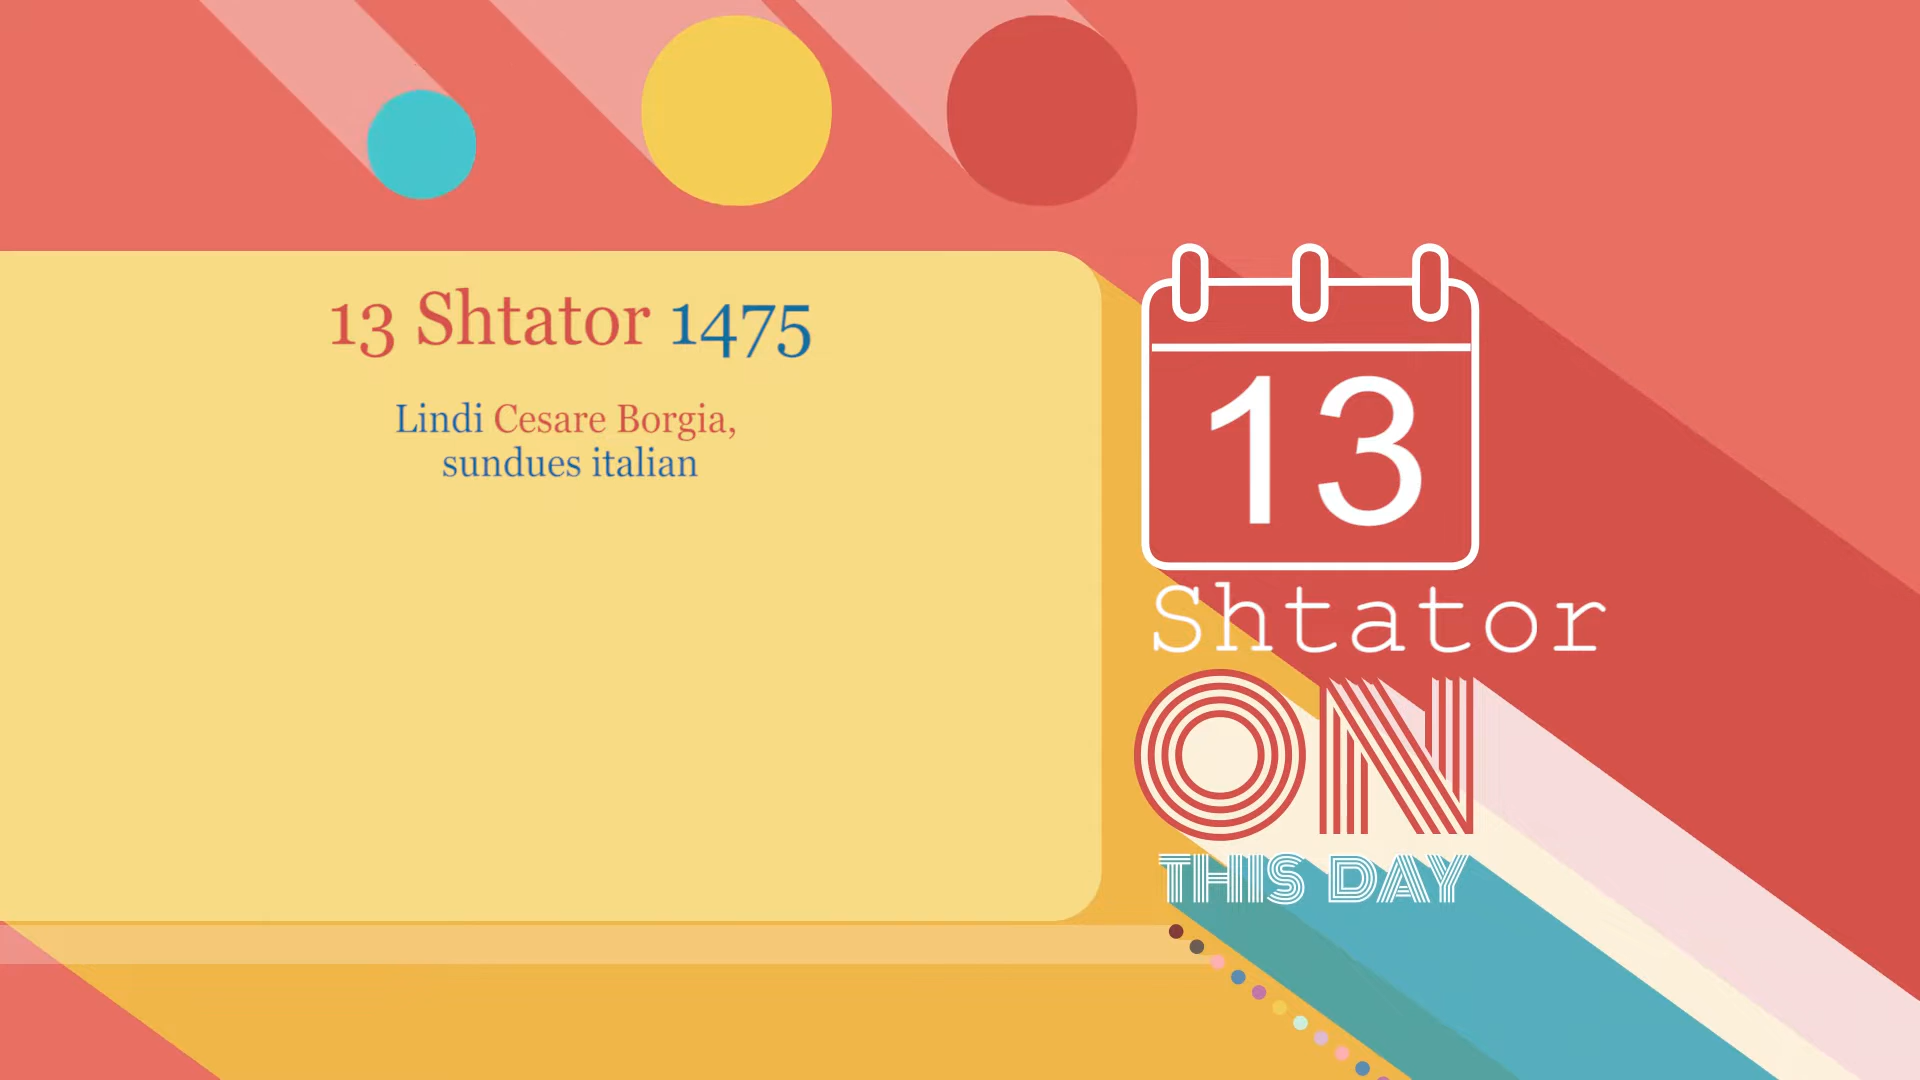 13 Shtator 1475
Lindi Cesare Borgia,
sundues italian
13
Shtator
ON
THIS DAY